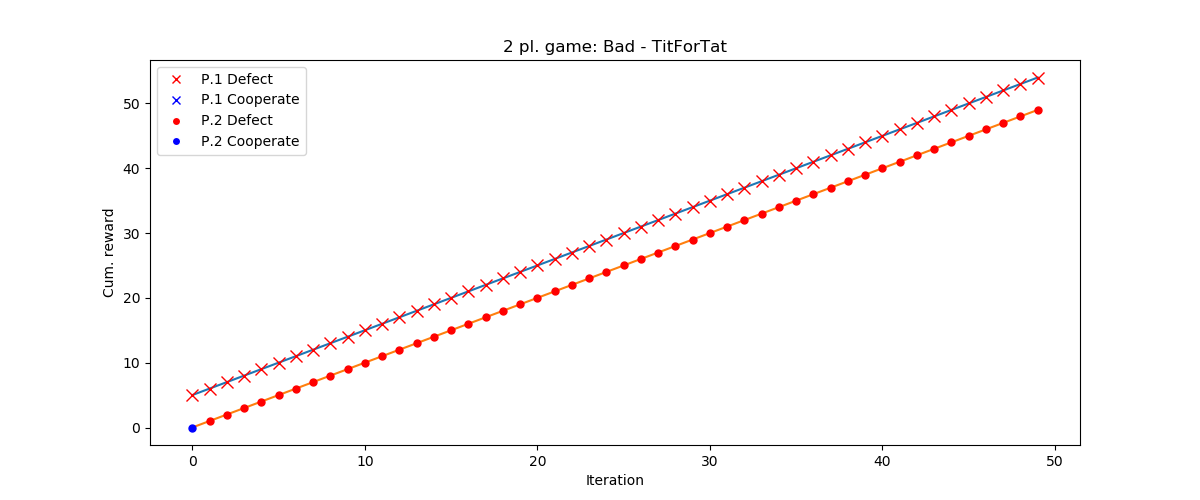 2 pl. game: Bad - TitForTat
P.1 Defect
P.1 Cooperate
P.2 Defect
P.2 Cooperate
Cum. reward
50
40
30
20
10
0
0 10 20 30 40 50
Iteration